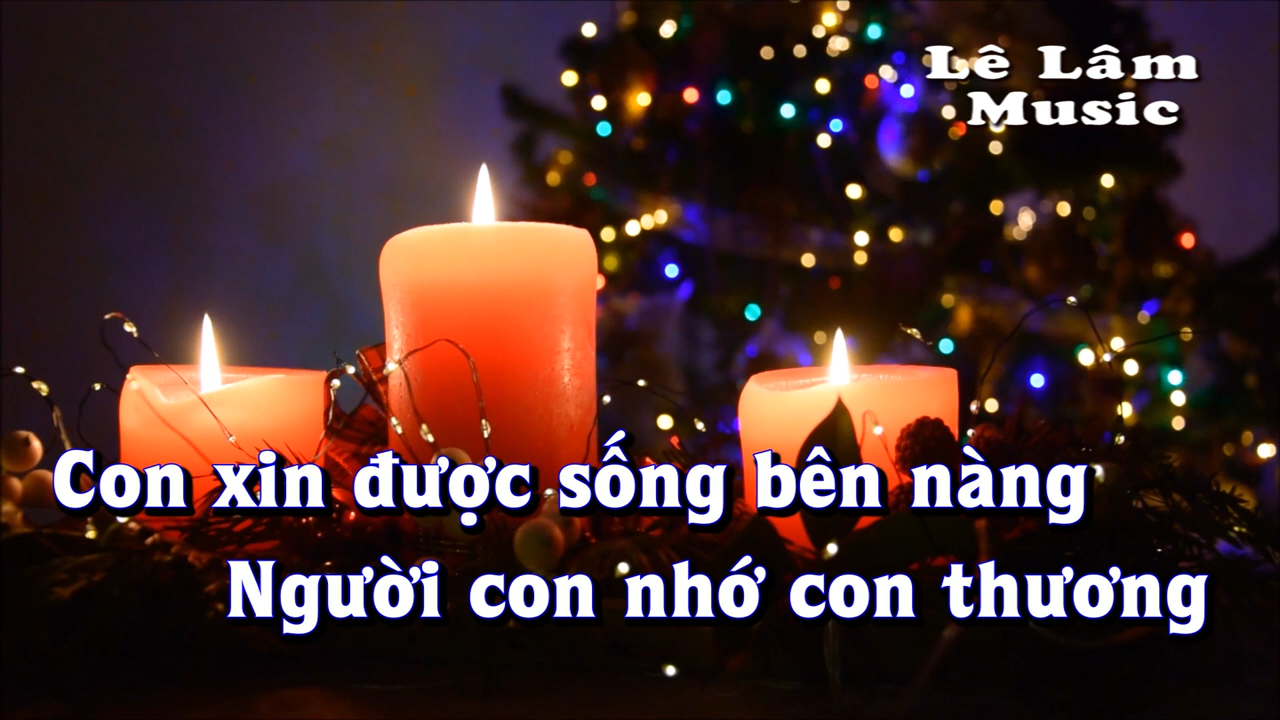 Lê Lâm
Music
Con xin được sống bên nàng
Người con nhớ con thương